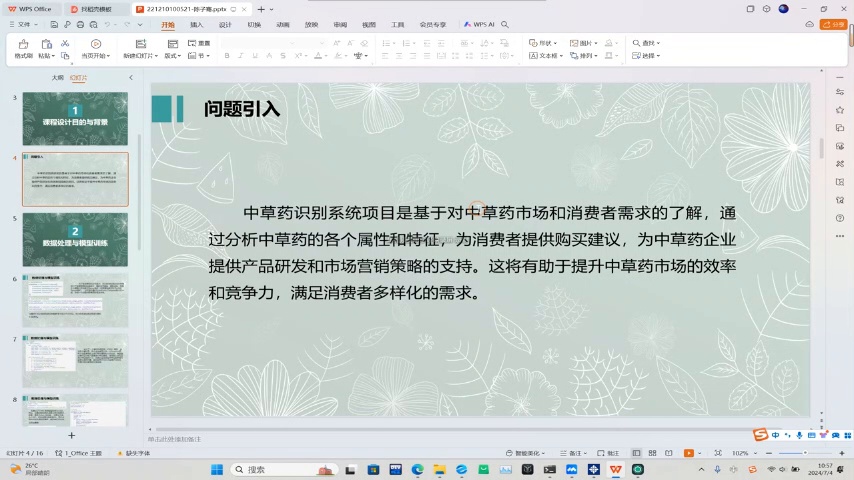 WPS Office
找稻壳模板
221210100521-孙子骞.pptx
分享
文件
开始
插入
设计
切换
动画
放映
审阅
视图
工具
会员专享
WPS AI
格式刷
粘贴
当页开始
新建幻灯片
版式
重置
节
形状
图片
查找
文本框
排列
选择
大纲
幻灯片
3
1
课程设计目的与背景
4
问题引入
5
2
数据处理与模型训练
6
7
8
问题引入
中草药识别系统项目是基于对中草药市场和消费者需求的了解，通
过分析中草药的各个属性和特征，为消费者提供购买建议，为中草药企业
提供产品研发和市场营销策略的支持。这将有助于提升中草药市场的效率
和竞争力，满足消费者多样化的需求。
单击此处添加备注
幻灯片 4 / 16
1_Office 主题
缺失字体
智能美化
备注
批注
102%
中
26°C
局部晴朗
搜索
10:57
2024/7/4